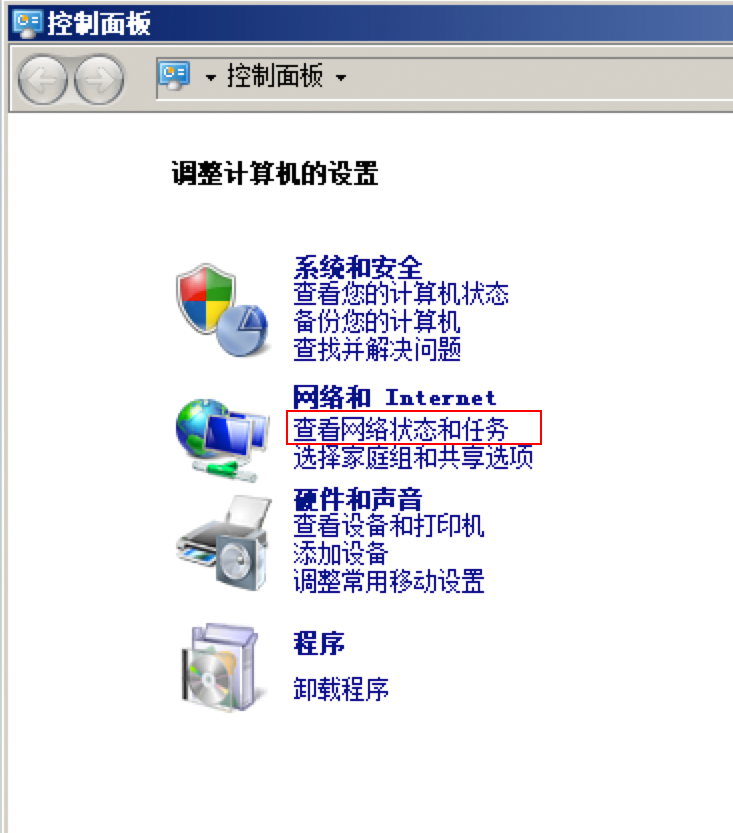 控制面板
控制面板
调整计算机的设置
系统和安全
查看您的计算机状态
备份您的计算机
查找并解决问题
网络和 Internet
查看网络状态和任务
选择家庭组和共享选项
硬件和声音
查看设备和打印机
添加设备
调整常用移动设置
程序
卸载程序